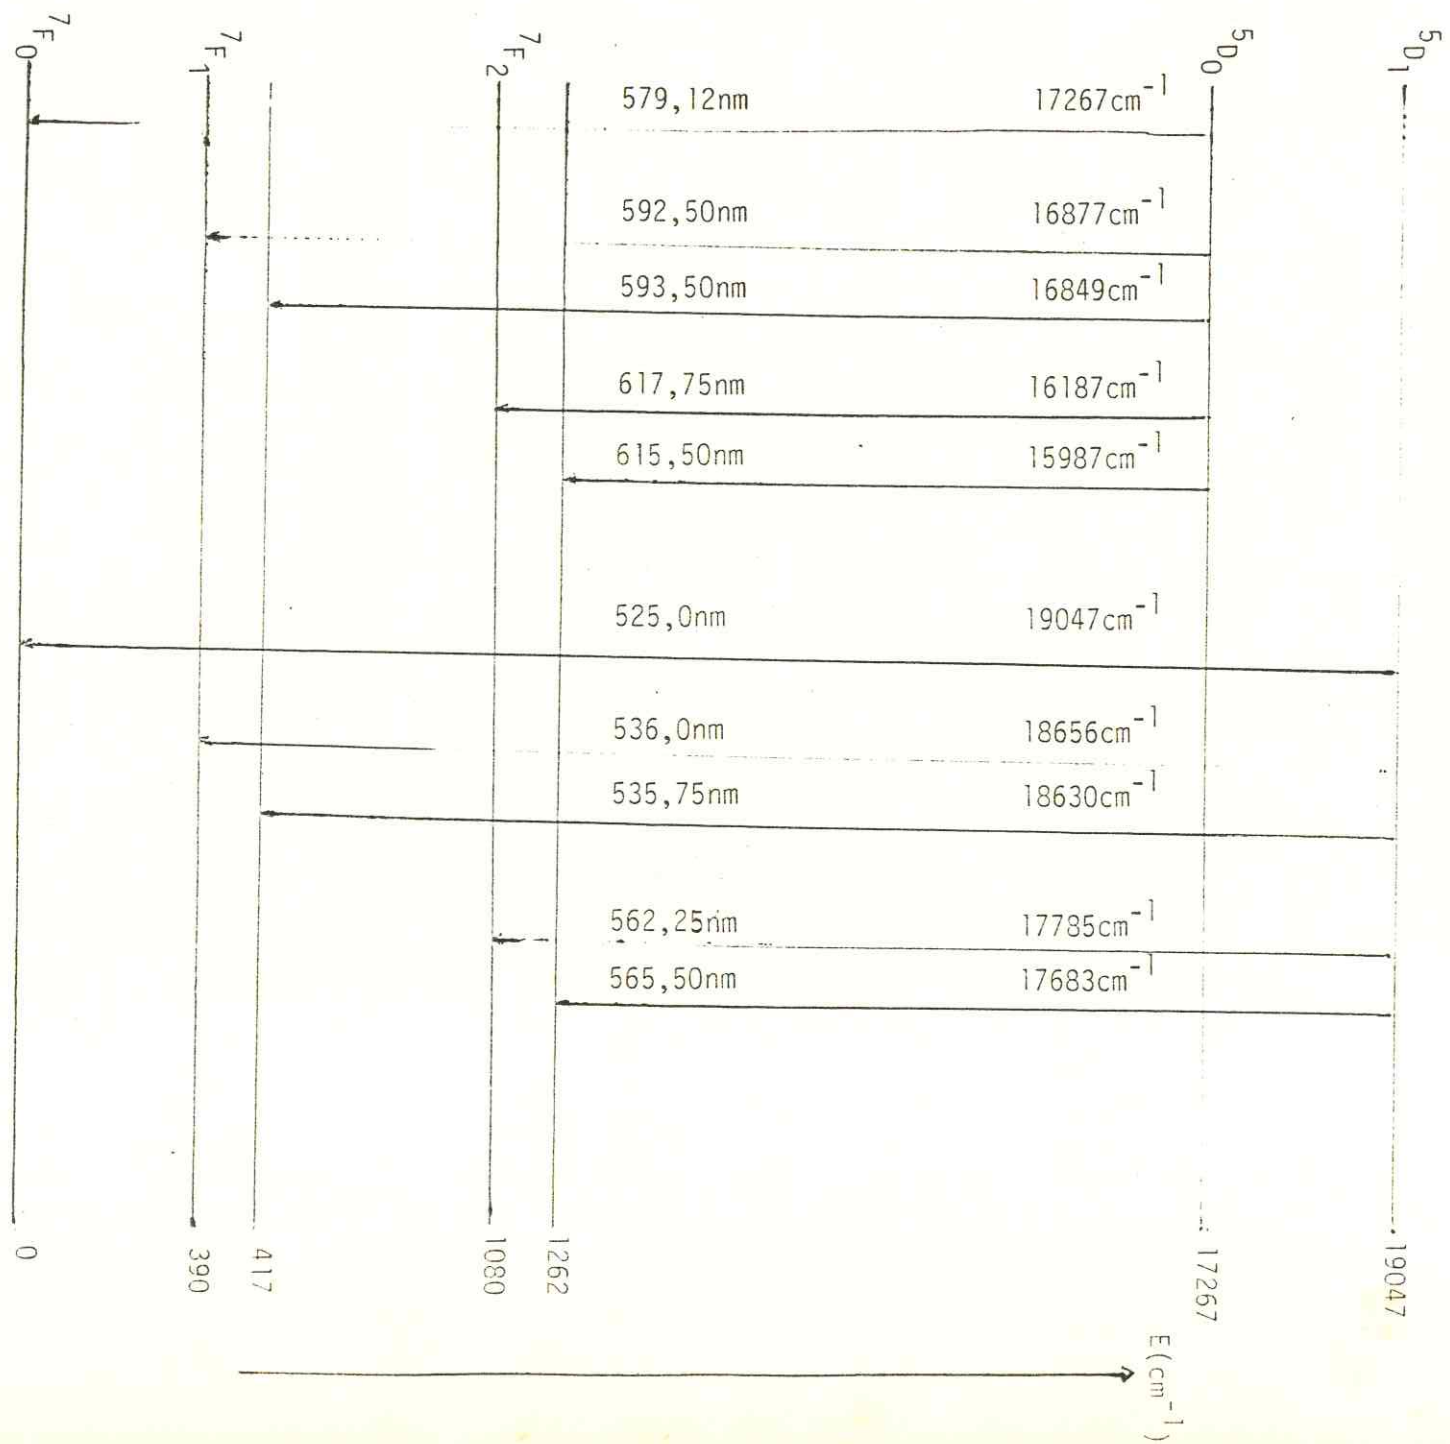 7F0 7F1 7F2 5D0 5D1
579,12nm 17267cm-1
592,50nm 16877cm-1
593,50nm 16849cm-1
617,75nm 16187cm-1
615,50nm 15987cm-1
525,0nm 19047cm-1
536,0nm 18656cm-1
535,75nm 18630cm-1
562,25nm 17785cm-1
565,50nm 17683cm-1
0 390 417 1080 1262 17267 19047
E(cm-1)